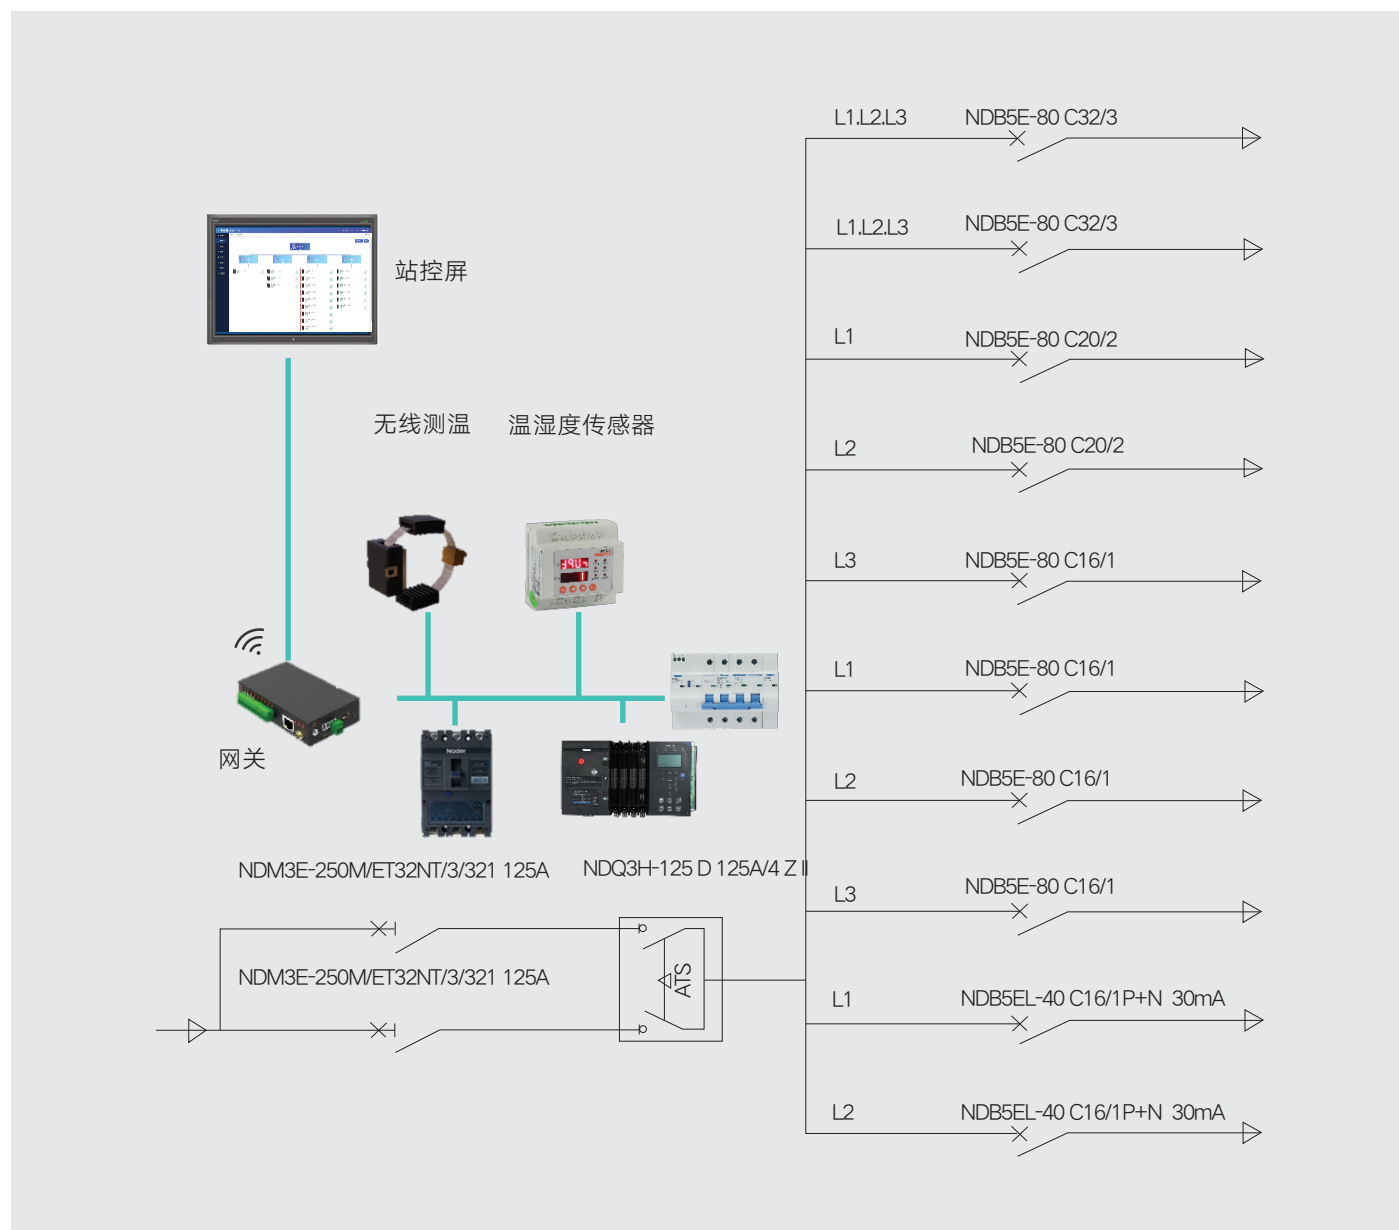 L1.L2.L3
NDB5E-80 C32/3
L1.L2.L3
NDB5E-80 C32/3
站控屏
L1
NDB5E-80 C20/2
无线测温
温湿度传感器
L2
NDB5E-80 C20/2
L3
NDB5E-80 C16/1
L1
NDB5E-80 C16/1
网关
Nader
L2
NDB5E-80 C16/1
NDM3E-250M/ET32NT/3/321 125A
NDQ3H-125 D 125A/4 Z II
L3
NDB5E-80 C16/1
ATS
NDM3E-250M/ET32NT/3/321 125A
L1
NDB5EL-40 C16/1P+N 30mA
L2
NDB5EL-40 C16/1P+N 30mA